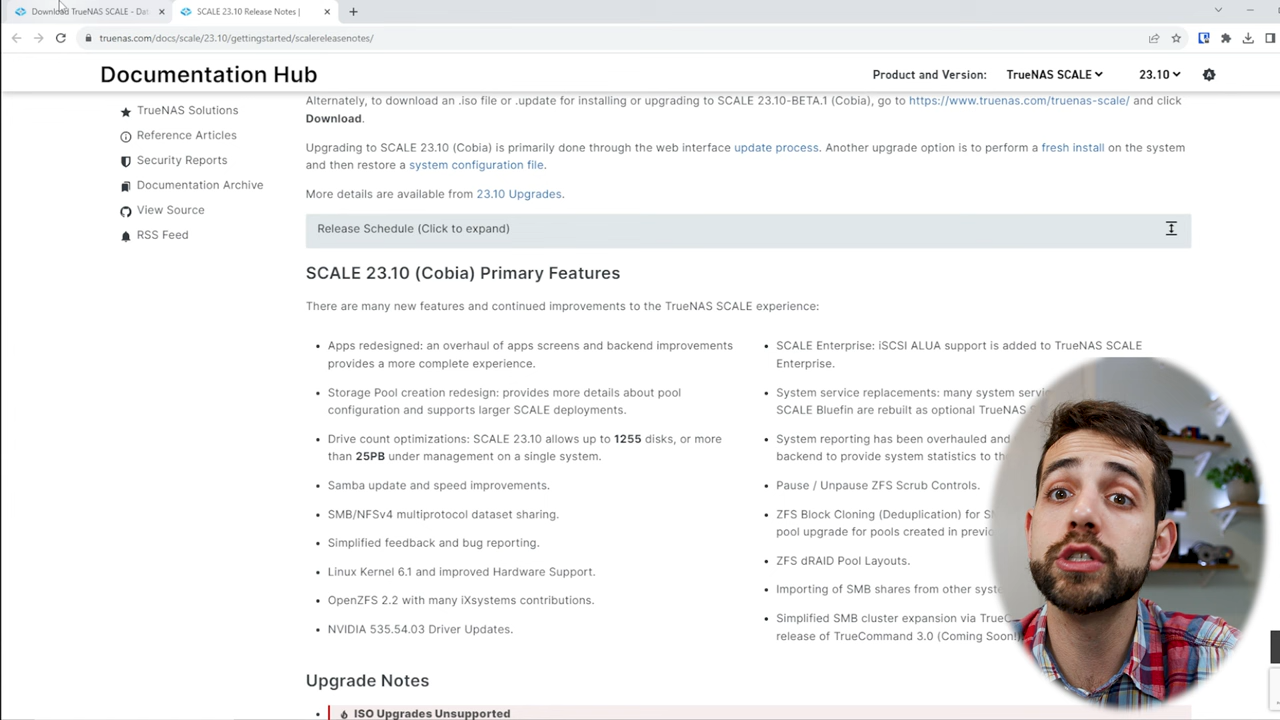 Download TrueNAS SCALE - Dat
SCALE 23.10 Release Notes |
truenas.com/docs/scale/23.10/gettingstarted/scalereleasenotes/
Documentation Hub
Product and Version:
TrueNAS SCALE
23.10
TrueNAS Solutions
Reference Articles
Security Reports
Documentation Archive
View Source
RSS Feed
Alternately, to download an .iso file or .update for installing or upgrading to SCALE 23.10-BETA.1 (Cobia), go to https://www.truenas.com/truenas-scale/ and click
Download.
Upgrading to SCALE 23.10 (Cobia) is primarily done through the web interface update process. Another upgrade option is to perform a fresh install on the system
and then restore a system configuration file.
More details are available from 23.10 Upgrades.
Release Schedule (Click to expand)
SCALE 23.10 (Cobia) Primary Features
There are many new features and continued improvements to the TrueNAS SCALE experience:
• Apps redesigned: an overhaul of apps screens and backend improvements
provides a more complete experience.
• Storage Pool creation redesign: provides more details about pool
configuration and supports larger SCALE deployments.
• Drive count optimizations: SCALE 23.10 allows up to 1255 disks, or more
than 25PB under management on a single system.
• Samba update and speed improvements.
• SMB/NFSv4 multiprotocol dataset sharing.
• Simplified feedback and bug reporting.
• Linux Kernel 6.1 and improved Hardware Support.
• OpenZFS 2.2 with many iXsystems contributions.
• NVIDIA 535.54.03 Driver Updates.
• SCALE Enterprise: iSCSI ALUA support is added to TrueNAS SCALE
Enterprise.
• System service replacements: many system servi
SCALE Bluefin are rebuilt as optional TrueNAS
• System reporting has been overhauled and
backend to provide system statistics to th
• Pause / Unpause ZFS Scrub Controls.
• ZFS Block Cloning (Deduplication) for SM
pool upgrade for pools created in previo
• ZFS dRAID Pool Layouts.
• Importing of SMB shares from other syste
• Simplified SMB cluster expansion via TrueC
release of TrueCommand 3.0 (Coming Soon!)
Upgrade Notes
• ISO Upgrades Unsupported